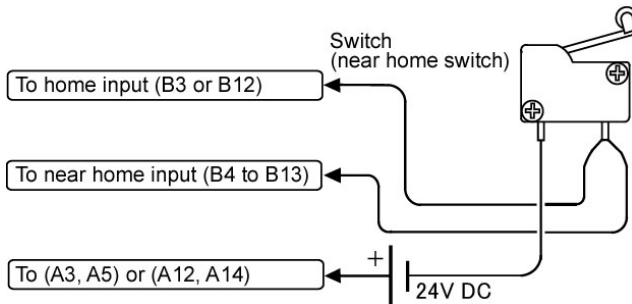 Switch
(near home switch)
To home input (B3 or B12)
To near home input (B4 to B13)
To (A3, A5) or (A12, A14)
+
24V DC